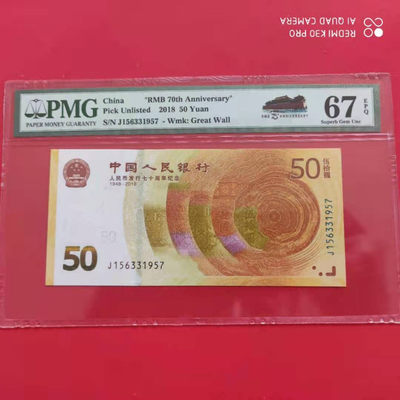 REDMI K30 PRO
AI QUAD CAMERA
PMG
PAPER MONEY GUARANTY
China "RMB 70th Anniversary"
Pick Unlisted 2018 50 Yuan
S/N J156331957 - Wmk: Great Wall
67 EPQ
Superb Gem Unc
中国人民银行
人民币发行七十周年纪念
1948-2018
50
伍拾圆
50
50
J156331957
J156331957